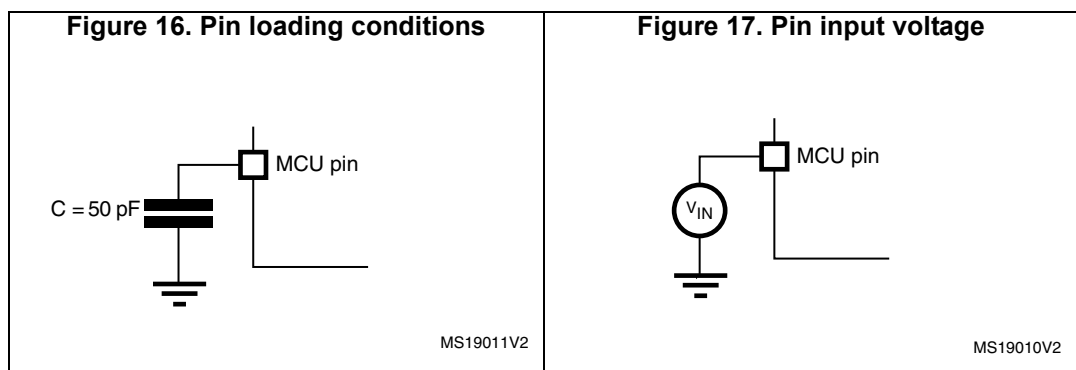 Figure 16. Pin loading conditions
MCU pin
C = 50 pF
MS19011V2
Figure 17. Pin input voltage
MCU pin
VIN
MS19010V2